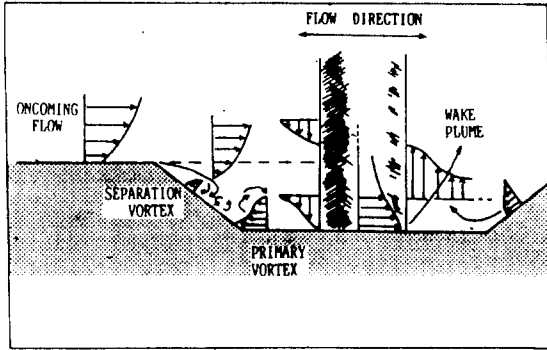 FLOW DIRECTION
ONCOMING
FLOW
WAKE
PLUME
SEPARATION
VORTEX
PRIMARY
VORTEX